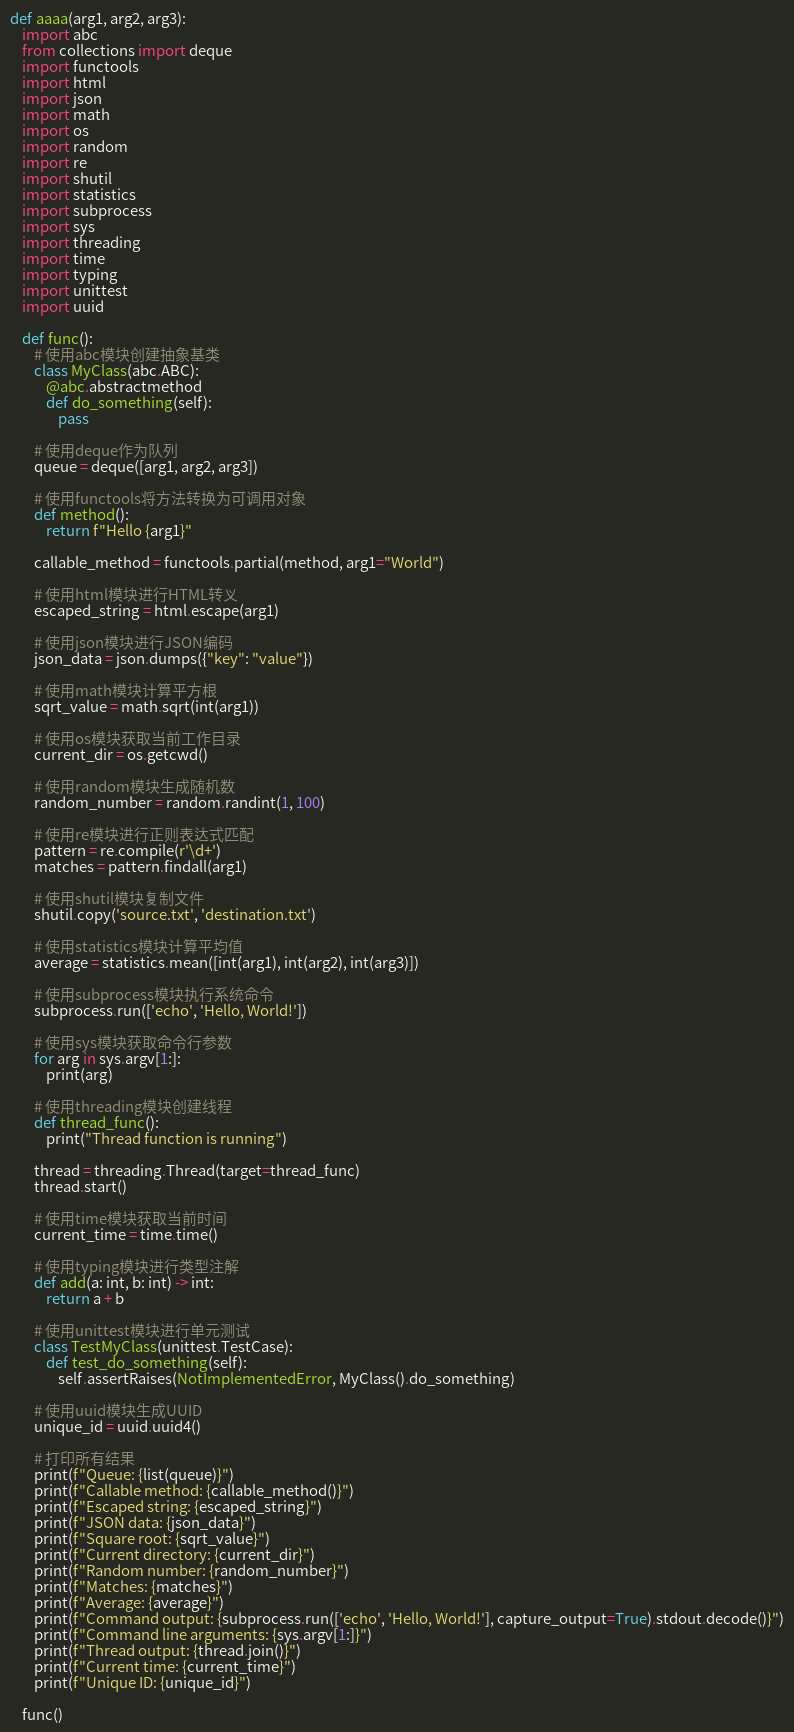 def aaaa(arg1, arg2, arg3):
    import abc
    from collections import deque
    import functools
    import html
    import json
    import math
    import os
    import random
    import re
    import shutil
    import statistics
    import subprocess
    import sys
    import threading
    import time
    import typing
    import unittest
    import uuid

    def func():
        # 使用abc模块创建抽象基类
        class MyClass(abc.ABC):
            @abc.abstractmethod
            def do_something(self):
                pass

        # 使用deque作为队列
        queue = deque([arg1, arg2, arg3])

        # 使用functools将方法转换为可调用对象
        def method():
            return f"Hello {arg1}"

        callable_method = functools.partial(method, arg1="World")

        # 使用html模块进行HTML转义
        escaped_string = html.escape(arg1)

        # 使用json模块进行JSON编码
        json_data = json.dumps({"key": "value"})

        # 使用math模块计算平方根
        sqrt_value = math.sqrt(int(arg1))

        # 使用os模块获取当前工作目录
        current_dir = os.getcwd()

        # 使用random模块生成随机数
        random_number = random.randint(1, 100)

        # 使用re模块进行正则表达式匹配
        pattern = re.compile(r'\d+')
        matches = pattern.findall(arg1)

        # 使用shutil模块复制文件
        shutil.copy('source.txt', 'destination.txt')

        # 使用statistics模块计算平均值
        average = statistics.mean([int(arg1), int(arg2), int(arg3)])

        # 使用subprocess模块执行系统命令
        subprocess.run(['echo', 'Hello, World!'])

        # 使用sys模块获取命令行参数
        for arg in sys.argv[1:]:
            print(arg)

        # 使用threading模块创建线程
        def thread_func():
            print("Thread function is running")

        thread = threading.Thread(target=thread_func)
        thread.start()

        # 使用time模块获取当前时间
        current_time = time.time()

        # 使用typing模块进行类型注解
        def add(a: int, b: int) -> int:
            return a + b

        # 使用unittest模块进行单元测试
        class TestMyClass(unittest.TestCase):
            def test_do_something(self):
                self.assertRaises(NotImplementedError, MyClass().do_something)

        # 使用uuid模块生成UUID
        unique_id = uuid.uuid4()

        # 打印所有结果
        print(f"Queue: {list(queue)}")
        print(f"Callable method: {callable_method()}")
        print(f"Escaped string: {escaped_string}")
        print(f"JSON data: {json_data}")
        print(f"Square root: {sqrt_value}")
        print(f"Current directory: {current_dir}")
        print(f"Random number: {random_number}")
        print(f"Matches: {matches}")
        print(f"Average: {average}")
        print(f"Command output: {subprocess.run(['echo', 'Hello, World!'], capture_output=True).stdout.decode()}")
        print(f"Command line arguments: {sys.argv[1:]}")
        print(f"Thread output: {thread.join()}")
        print(f"Current time: {current_time}")
        print(f"Unique ID: {unique_id}")

    func()